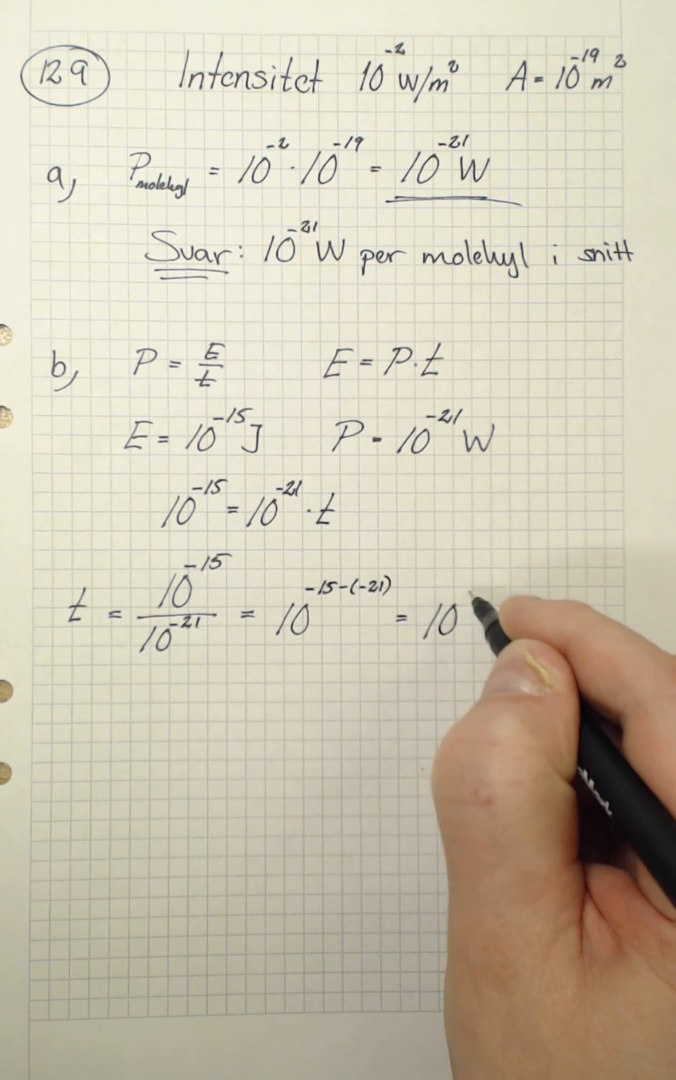 129 Intensitet 10⁻² W/m² A = 10⁻¹⁹ m²
a) P_molekyl = 10⁻² · 10⁻¹⁹ = 10⁻²¹ W
Svar: 10⁻²¹ W per molekyl i snitt
b) P = E/t E = P·t
E = 10⁻¹⁵ J P = 10⁻²¹ W
10⁻¹⁵ = 10⁻²¹ · t
t = 10⁻¹⁵/10⁻²¹ = 10⁻¹⁵⁻⁽⁻²¹⁾ = 10